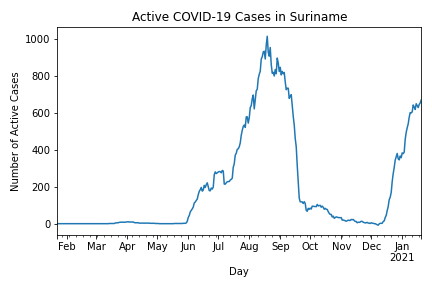 Active COVID-19 Cases in Suriname
Number of Active Cases
1000
800
600
400
200
0
Feb Mar Apr May Jun Jul Aug Sep Oct Nov Dec Jan
2021
Day